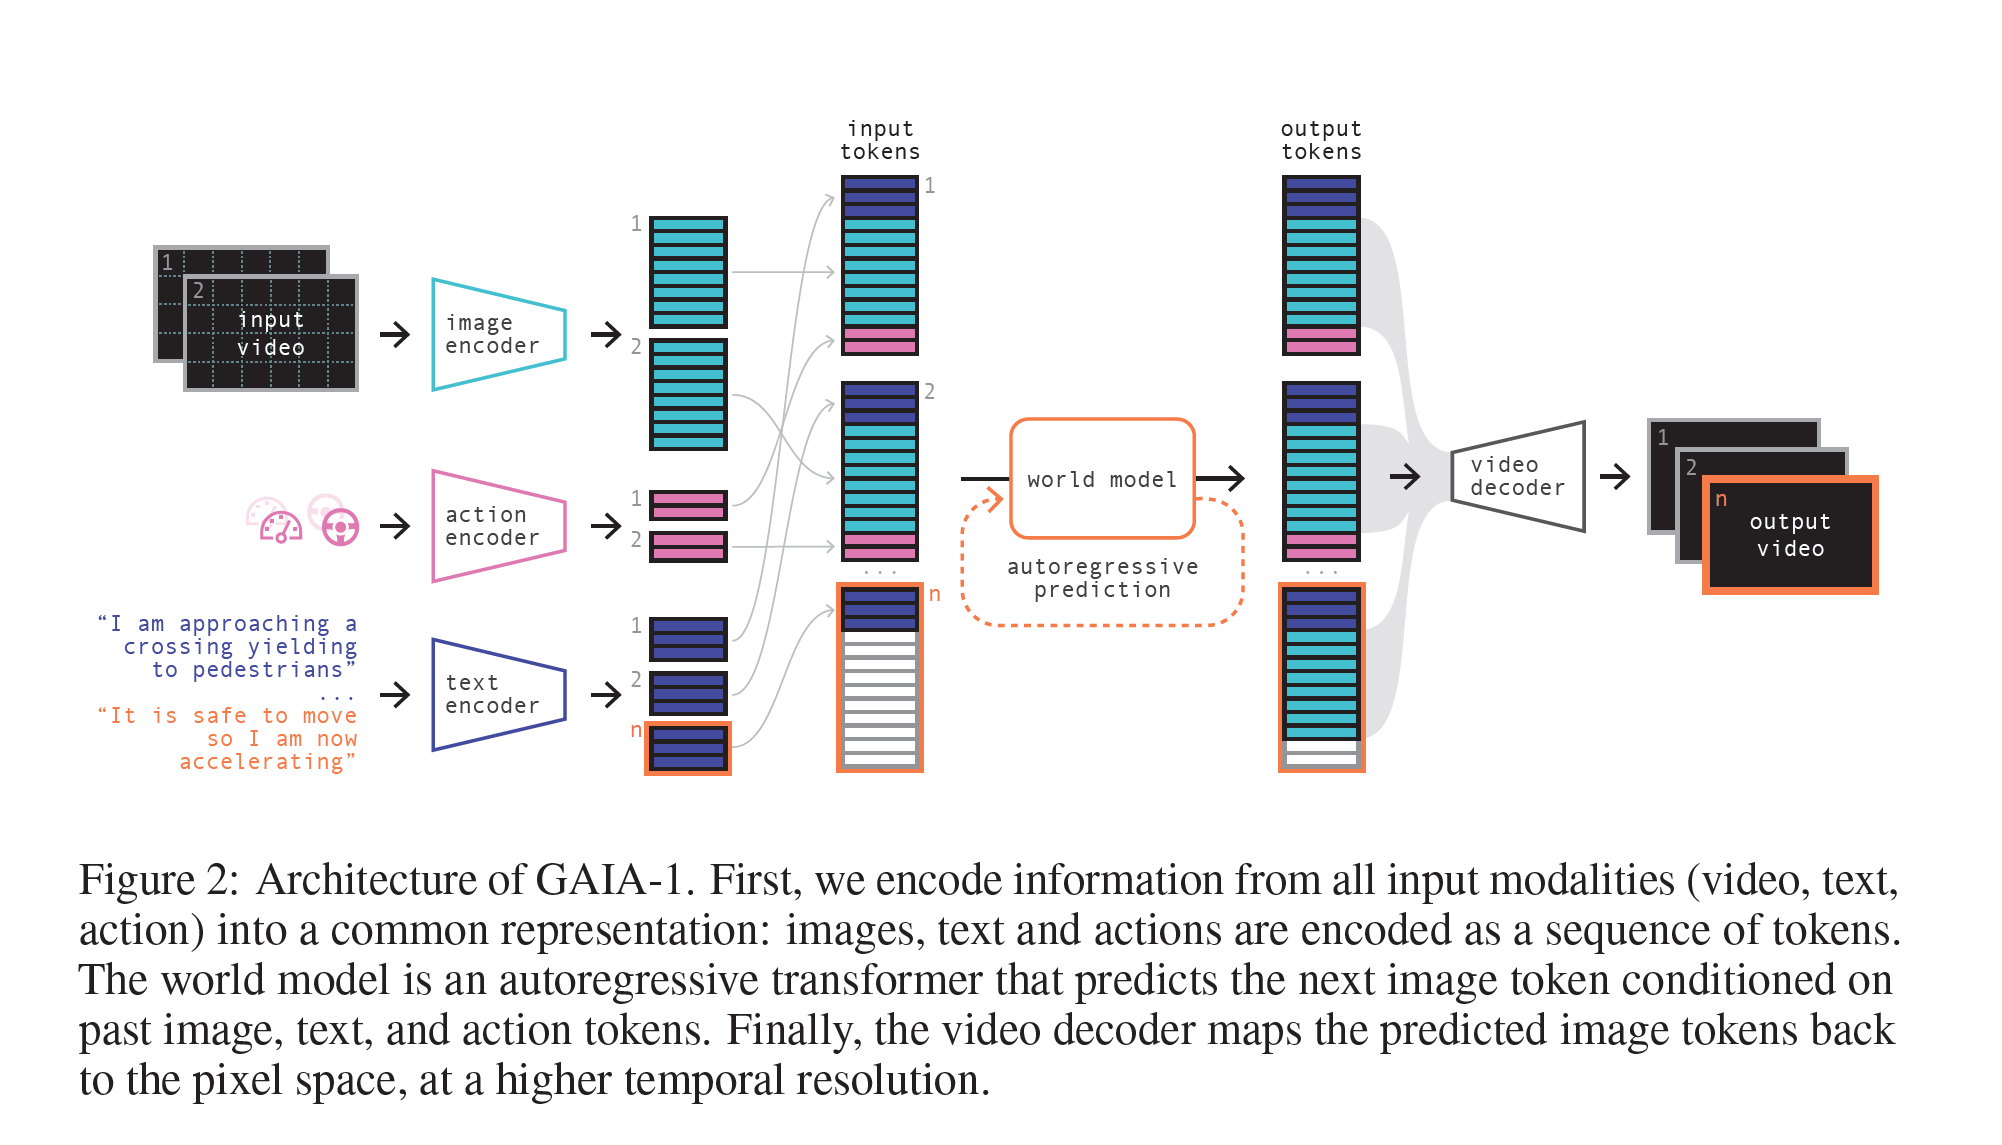 input
tokens
output
tokens
1
2
input
video
image
encoder
1
2
action
encoder
1
2
“I am approaching a
crossing yielding
to pedestrians”
...
“It is safe to move
so I am now
accelerating”
text
encoder
1
2
n
1
2
...
n
world model
autoregressive
prediction
...
video
decoder
1
2
n
output
video
Figure 2: Architecture of GAIA-1. First, we encode information from all input modalities (video, text,
action) into a common representation: images, text and actions are encoded as a sequence of tokens.
The world model is an autoregressive transformer that predicts the next image token conditioned on
past image, text, and action tokens. Finally, the video decoder maps the predicted image tokens back
to the pixel space, at a higher temporal resolution.